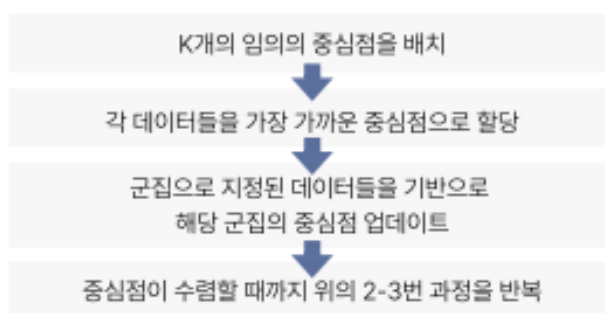 K개의 임의의 중심점을 배치
각 데이터들을 가장 가까운 중심점으로 할당
군집으로 지정된 데이터들을 기반으로
해당 군집의 중심점 업데이트
중심점이 수렴할 때까지 위의 2-3번 과정을 반복